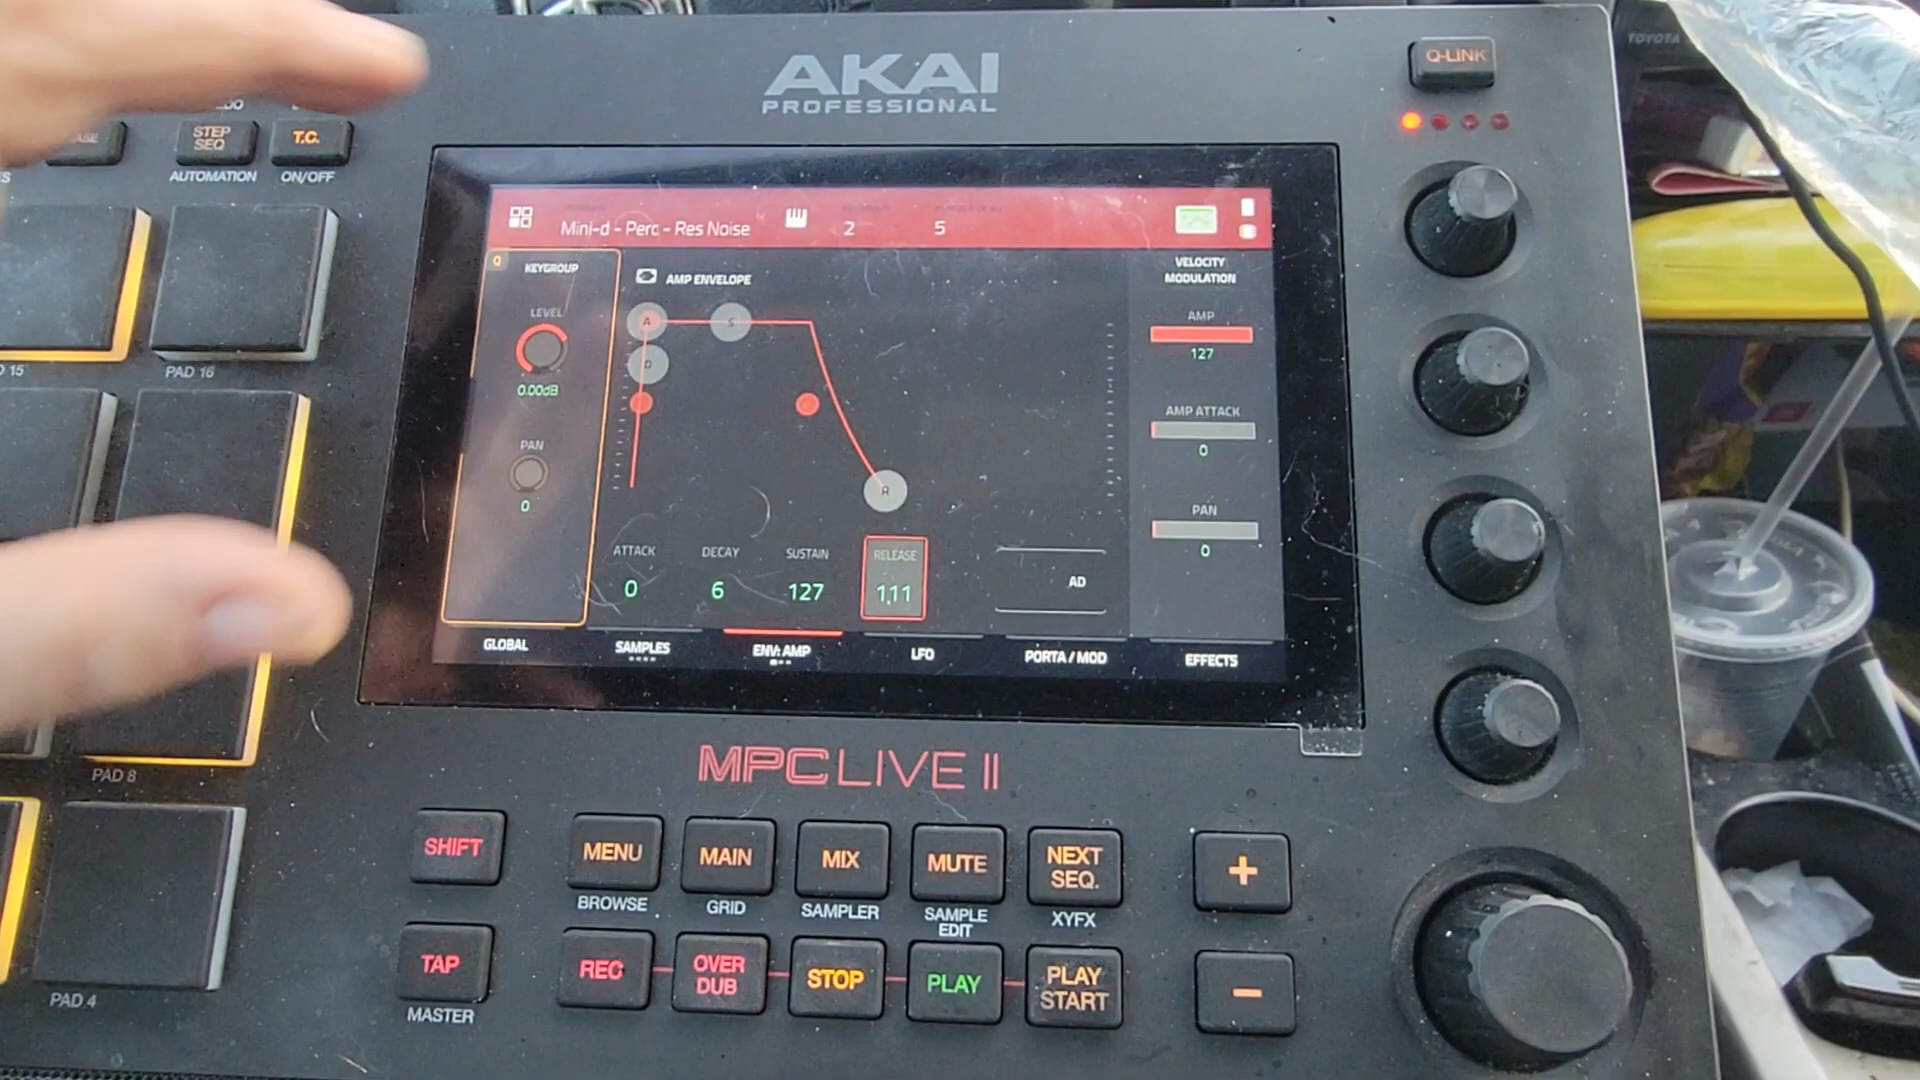 AKAI
PROFESSIONAL
Q-LINK
TOYOTA
STEP
SEQ
T.C.
AUTOMATION
ON/OFF
Mini-d - Perc - Res Noise
2
5
Q
KEYGROUP
AMP ENVELOPE
VELOCITY
MODULATION
LEVEL
0.00dB
PAN
0
A
S
D
R
AMP
127
AMP ATTACK
0
PAN
0
ATTACK
DECAY
SUSTAIN
RELEASE
0
6
127
111
AD
GLOBAL
SAMPLES
ENV: AMP
LFO
PORTA / MOD
EFFECTS
15
PAD 16
PAD 8
PAD 4
MPC LIVE II
SHIFT
MENU
MAIN
MIX
MUTE
NEXT
SEQ.
+
BROWSE
GRID
SAMPLER
SAMPLE
EDIT
XYFX
TAP
REC
OVER
DUB
STOP
PLAY
PLAY
START
-
MASTER